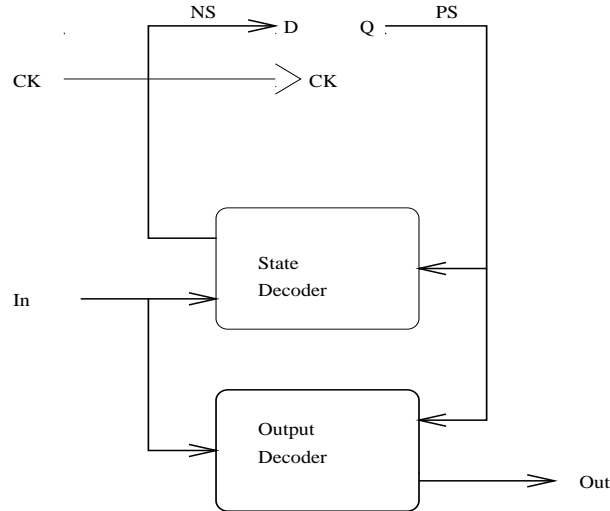 NS
PS
D
Q
CK
CK
State
Decoder
In
Output
Decoder
Out